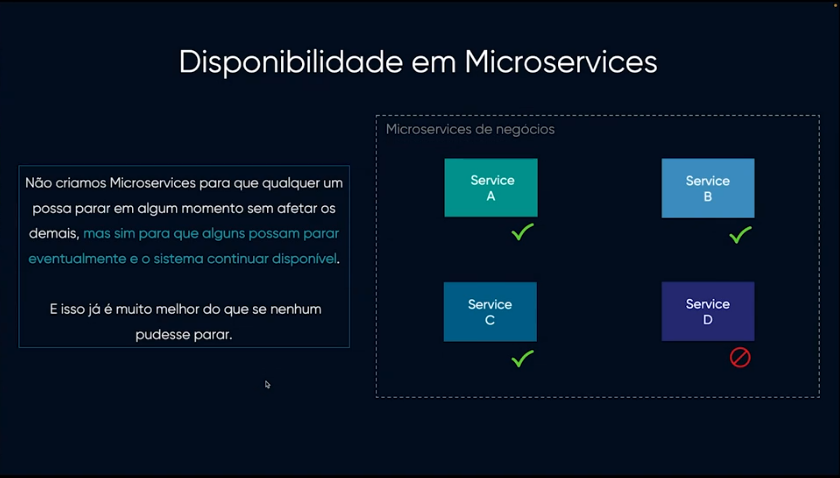 Disponibilidade em Microservices
Não criamos Microservices para que qualquer um
possa parar em algum momento sem afetar os
demais, mas sim para que alguns possam parar
eventualmente e o sistema continuar disponível.
E isso já é muito melhor do que se nenhum
pudesse parar.
Microservices de negócios
Service
A
Service
B
Service
C
Service
D